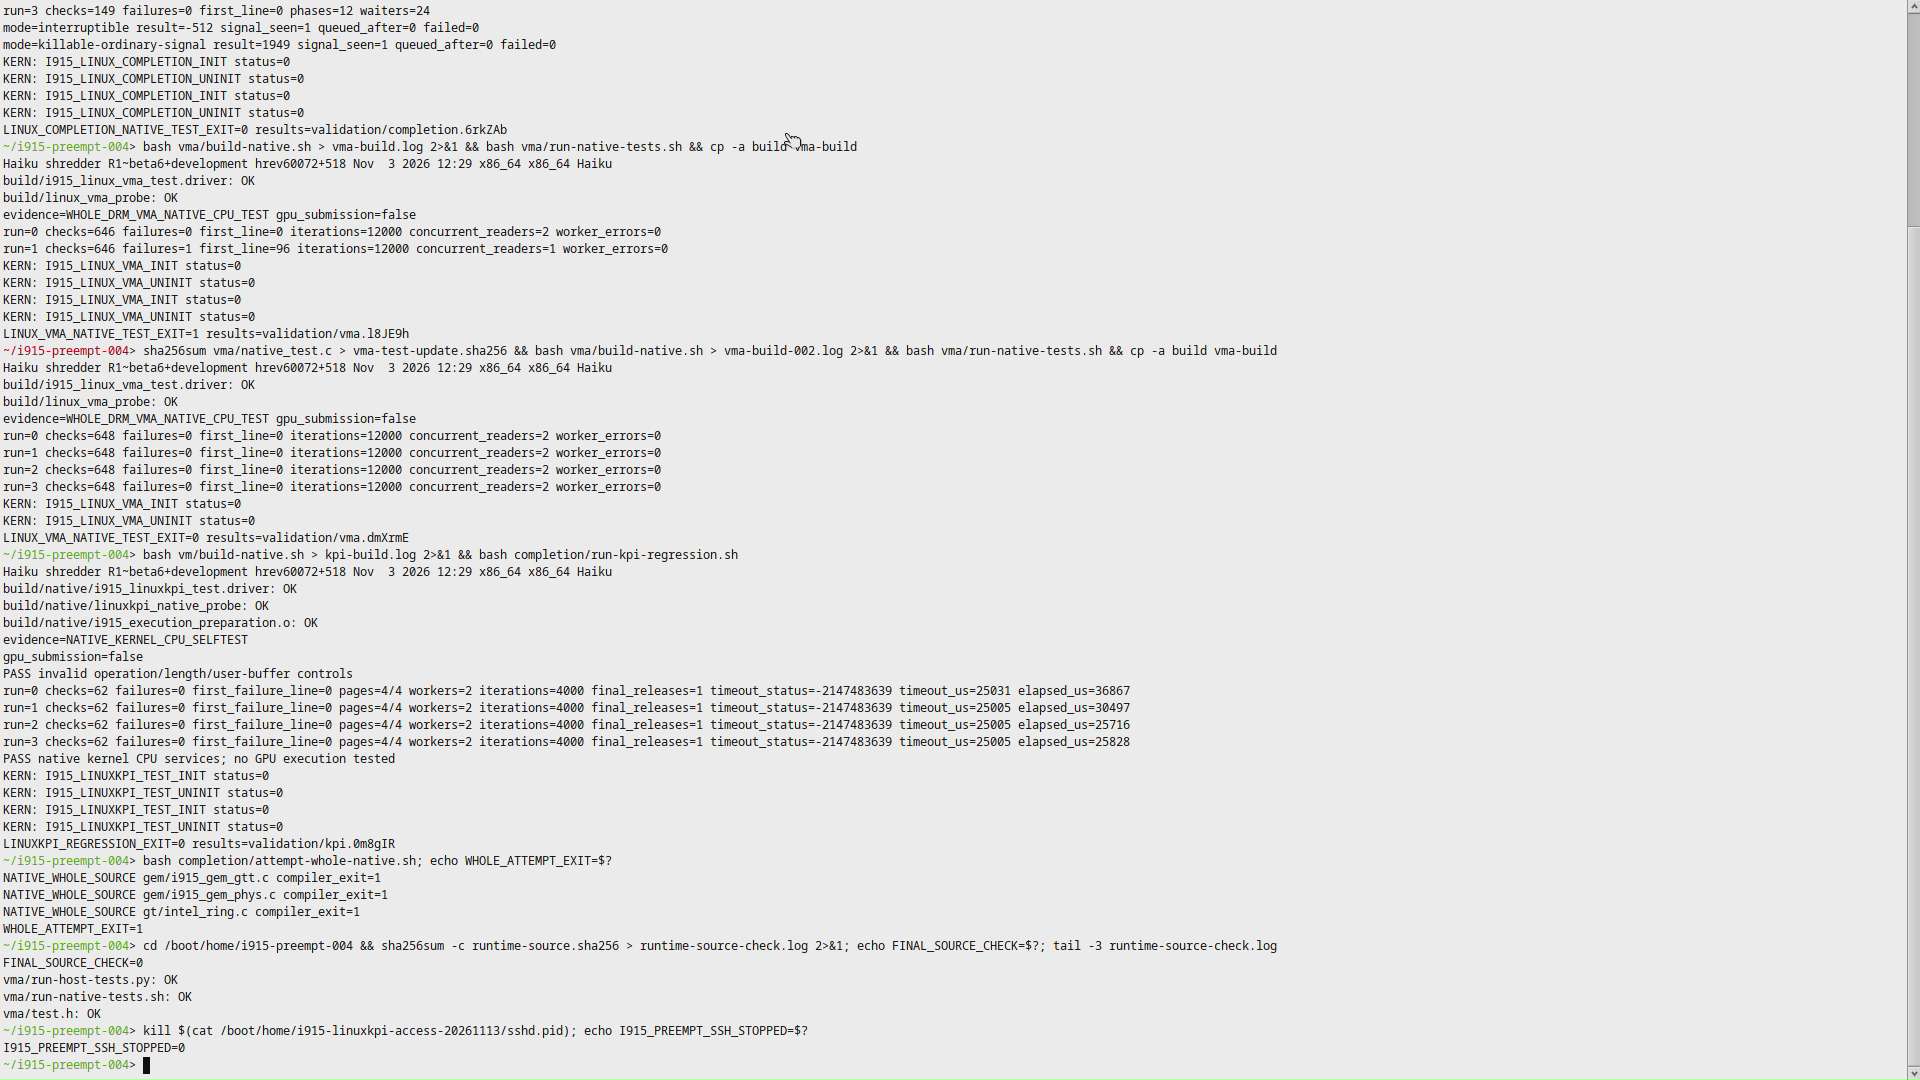 run=3 checks=149 failures=0 first_line=0 phases=12 waiters=24
mode=interruptible result=-512 signal_seen=1 queued_after=0 failed=0
mode=killable-ordinary-signal result=1949 signal_seen=1 queued_after=0 failed=0
KERN: I915_LINUX_COMPLETION_INIT status=0
KERN: I915_LINUX_COMPLETION_UNINIT status=0
KERN: I915_LINUX_COMPLETION_INIT status=0
KERN: I915_LINUX_COMPLETION_UNINIT status=0
LINUX_COMPLETION_NATIVE_TEST_EXIT=0 results=validation/completion.6rkZAb
~/i915-preempt-004> bash vma/build-native.sh > vma-build.log 2>&1 && bash vma/run-native-tests.sh && cp -a build vma-build
Haiku shredder R1~beta6+development hrev60072+518 Nov  3 2026 12:29 x86_64 x86_64 Haiku
build/i915_linux_vma_test.driver: OK
build/linux_vma_probe: OK
evidence=WHOLE_DRM_VMA_NATIVE_CPU_TEST gpu_submission=false
run=0 checks=646 failures=0 first_line=0 iterations=12000 concurrent_readers=2 worker_errors=0
run=1 checks=646 failures=1 first_line=96 iterations=12000 concurrent_readers=1 worker_errors=0
KERN: I915_LINUX_VMA_INIT status=0
KERN: I915_LINUX_VMA_UNINIT status=0
KERN: I915_LINUX_VMA_INIT status=0
KERN: I915_LINUX_VMA_UNINIT status=0
LINUX_VMA_NATIVE_TEST_EXIT=1 results=validation/vma.l8JE9h
~/i915-preempt-004> sha256sum vma/native_test.c > vma-test-update.sha256 && bash vma/build-native.sh > vma-build-002.log 2>&1 && bash vma/run-native-tests.sh && cp -a build vma-build
Haiku shredder R1~beta6+development hrev60072+518 Nov  3 2026 12:29 x86_64 x86_64 Haiku
build/i915_linux_vma_test.driver: OK
build/linux_vma_probe: OK
evidence=WHOLE_DRM_VMA_NATIVE_CPU_TEST gpu_submission=false
run=0 checks=648 failures=0 first_line=0 iterations=12000 concurrent_readers=2 worker_errors=0
run=1 checks=648 failures=0 first_line=0 iterations=12000 concurrent_readers=2 worker_errors=0
run=2 checks=648 failures=0 first_line=0 iterations=12000 concurrent_readers=2 worker_errors=0
run=3 checks=648 failures=0 first_line=0 iterations=12000 concurrent_readers=2 worker_errors=0
KERN: I915_LINUX_VMA_INIT status=0
KERN: I915_LINUX_VMA_UNINIT status=0
LINUX_VMA_NATIVE_TEST_EXIT=0 results=validation/vma.dmXrmE
~/i915-preempt-004> bash vm/build-native.sh > kpi-build.log 2>&1 && bash completion/run-kpi-regression.sh
Haiku shredder R1~beta6+development hrev60072+518 Nov  3 2026 12:29 x86_64 x86_64 Haiku
build/native/i915_linuxkpi_test.driver: OK
build/native/linuxkpi_native_probe: OK
build/native/i915_execution_preparation.o: OK
evidence=NATIVE_KERNEL_CPU_SELFTEST
gpu_submission=false
PASS invalid operation/length/user-buffer controls
run=0 checks=62 failures=0 first_failure_line=0 pages=4/4 workers=2 iterations=4000 final_releases=1 timeout_status=-2147483639 timeout_us=25031 elapsed_us=36867
run=1 checks=62 failures=0 first_failure_line=0 pages=4/4 workers=2 iterations=4000 final_releases=1 timeout_status=-2147483639 timeout_us=25005 elapsed_us=30497
run=2 checks=62 failures=0 first_failure_line=0 pages=4/4 workers=2 iterations=4000 final_releases=1 timeout_status=-2147483639 timeout_us=25005 elapsed_us=25716
run=3 checks=62 failures=0 first_failure_line=0 pages=4/4 workers=2 iterations=4000 final_releases=1 timeout_status=-2147483639 timeout_us=25005 elapsed_us=25828
PASS native kernel CPU services; no GPU execution tested
KERN: I915_LINUXKPI_TEST_INIT status=0
KERN: I915_LINUXKPI_TEST_UNINIT status=0
KERN: I915_LINUXKPI_TEST_INIT status=0
KERN: I915_LINUXKPI_TEST_UNINIT status=0
LINUXKPI_REGRESSION_EXIT=0 results=validation/kpi.0m8gIR
~/i915-preempt-004> bash completion/attempt-whole-native.sh; echo WHOLE_ATTEMPT_EXIT=$?
NATIVE_WHOLE_SOURCE gem/i915_gem_gtt.c compiler_exit=1
NATIVE_WHOLE_SOURCE gem/i915_gem_phys.c compiler_exit=1
NATIVE_WHOLE_SOURCE gt/intel_ring.c compiler_exit=1
WHOLE_ATTEMPT_EXIT=1
~/i915-preempt-004> cd /boot/home/i915-preempt-004 && sha256sum -c runtime-source.sha256 > runtime-source-check.log 2>&1; echo FINAL_SOURCE_CHECK=$?; tail -3 runtime-source-check.log
FINAL_SOURCE_CHECK=0
vma/run-host-tests.py: OK
vma/run-native-tests.sh: OK
vma/test.h: OK
~/i915-preempt-004> kill $(cat /boot/home/i915-linuxkpi-access-20261113/sshd.pid); echo I915_PREEMPT_SSH_STOPPED=$?
I915_PREEMPT_SSH_STOPPED=0
~/i915-preempt-004>